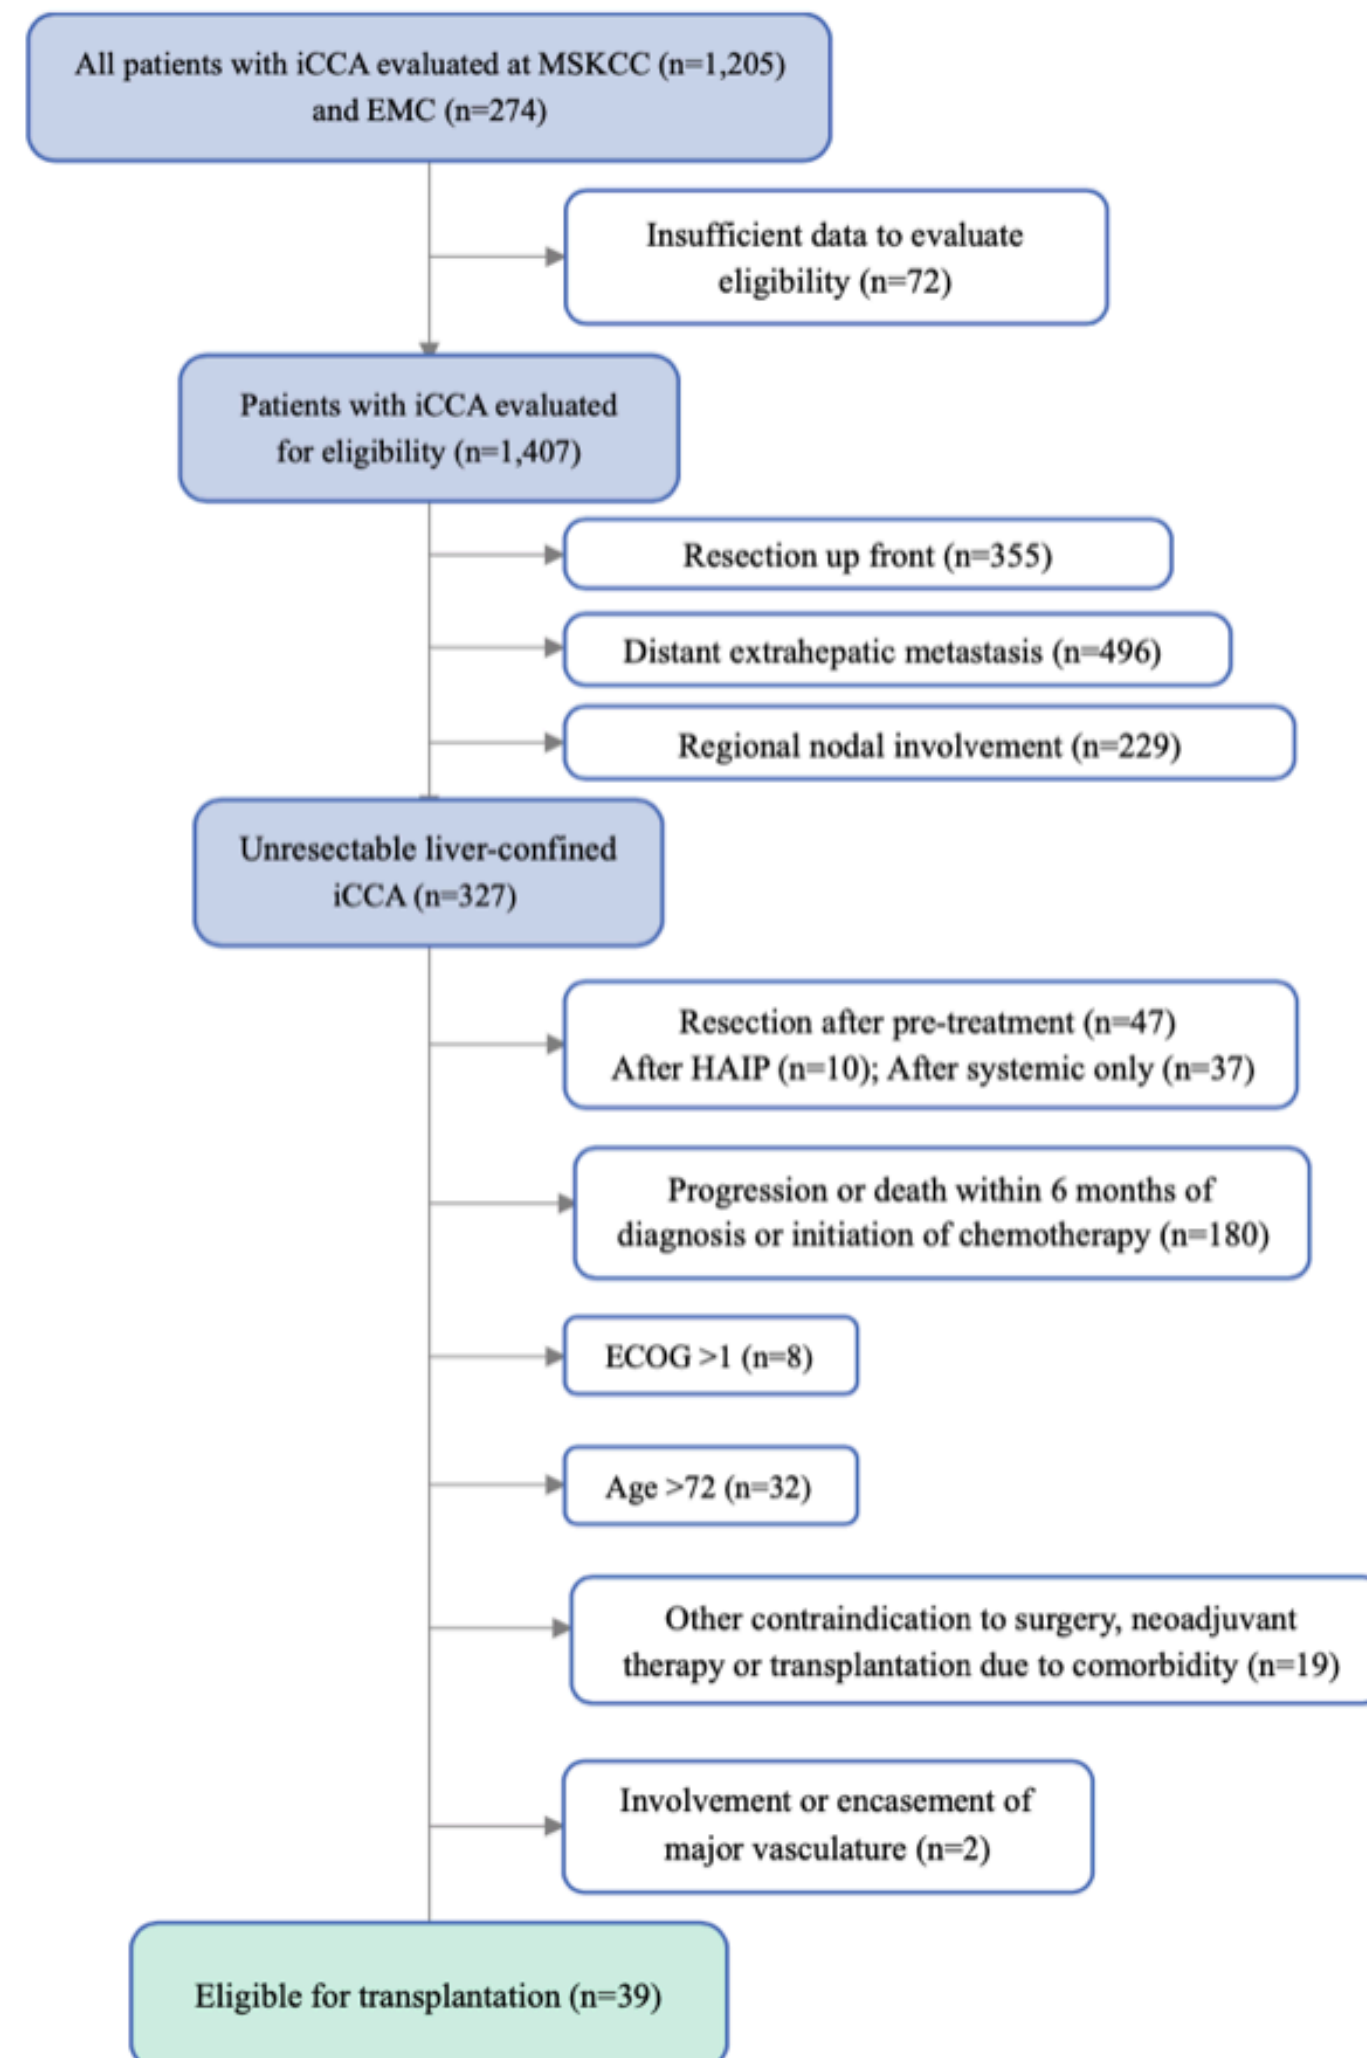 All patients with iCCA evaluated at MSKCC (n=1,205)
and EMC (n=274)
Insufficient data to evaluate
eligibility (n=72)
Patients with iCCA evaluated
for eligibility (n=1,407)
Resection up front (n=355)
Distant extrahepatic metastasis (n=496)
Regional nodal involvement (n=229)
Unresectable liver-confined
iCCA (n=327)
Resection after pre-treatment (n=47)
After HAIP (n=10); After systemic only (n=37)
Progression or death within 6 months of
diagnosis or initiation of chemotherapy (n=180)
ECOG >1 (n=8)
Age >72 (n=32)
Other contraindication to surgery, neoadjuvant
therapy or transplantation due to comorbidity (n=19)
Involvement or encasement of
major vasculature (n=2)
Eligible for transplantation (n=39)